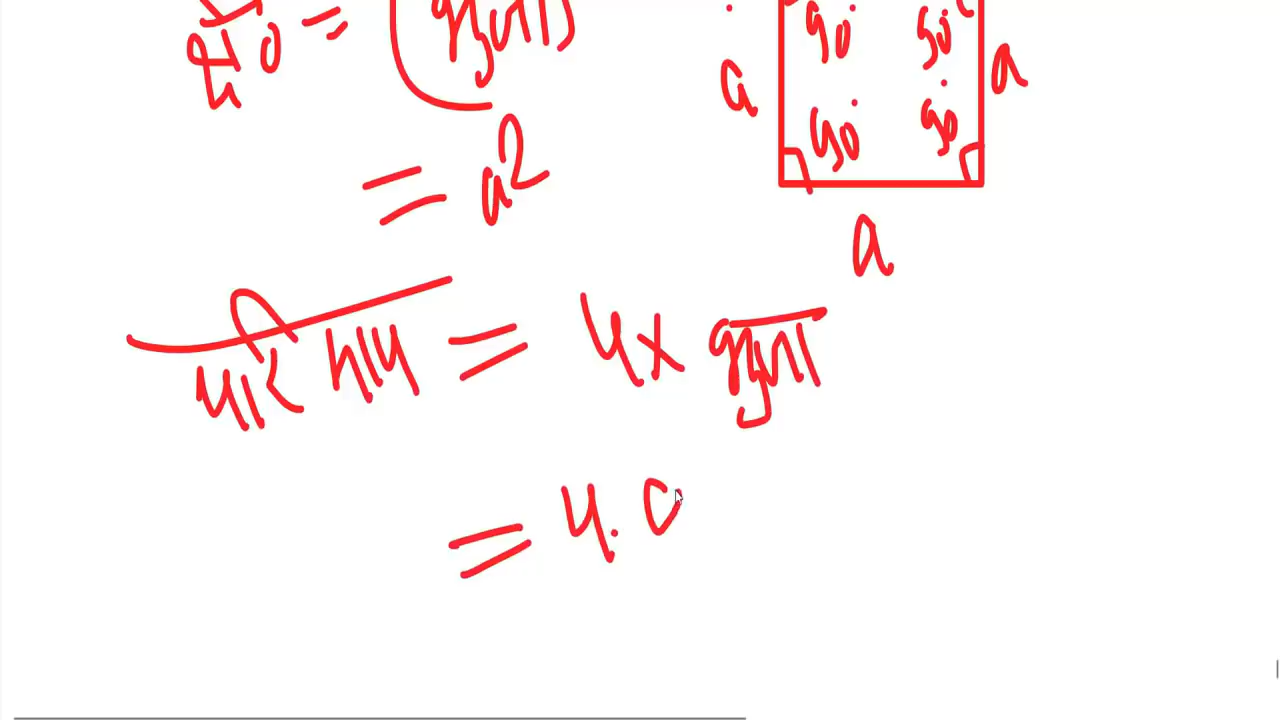 = a²
a
a
90° 90°
90° 90°
a
परिमाप = 4 x भुजा
= 4.